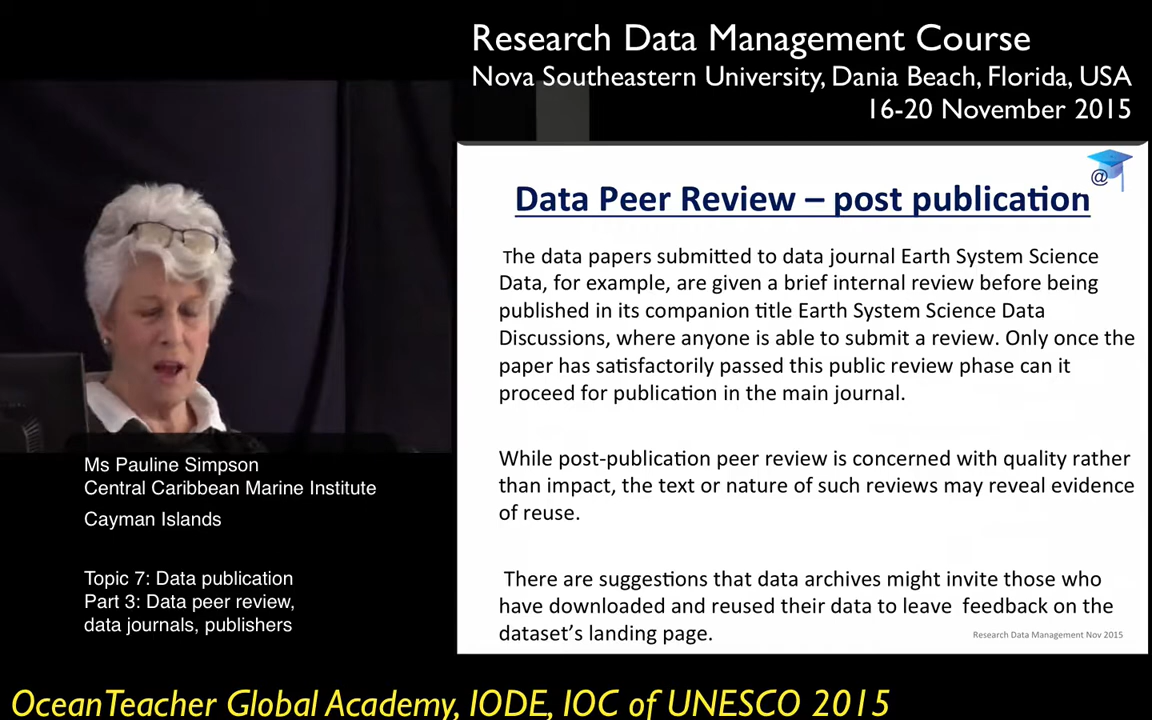 Research Data Management Course
Nova Southeastern University, Dania Beach, Florida, USA
16-20 November 2015
@
Data Peer Review – post publication
The data papers submitted to data journal Earth System Science
Data, for example, are given a brief internal review before being
published in its companion title Earth System Science Data
Discussions, where anyone is able to submit a review. Only once the
paper has satisfactorily passed this public review phase can it
proceed for publication in the main journal.
While post-publication peer review is concerned with quality rather
than impact, the text or nature of such reviews may reveal evidence
of reuse.
There are suggestions that data archives might invite those who
have downloaded and reused their data to leave feedback on the
dataset's landing page.
Research Data Management Nov 2015
Ms Pauline Simpson
Central Caribbean Marine Institute
Cayman Islands
Topic 7: Data publication
Part 3: Data peer review,
data journals, publishers
OceanTeacher Global Academy, IODE, IOC of UNESCO 2015